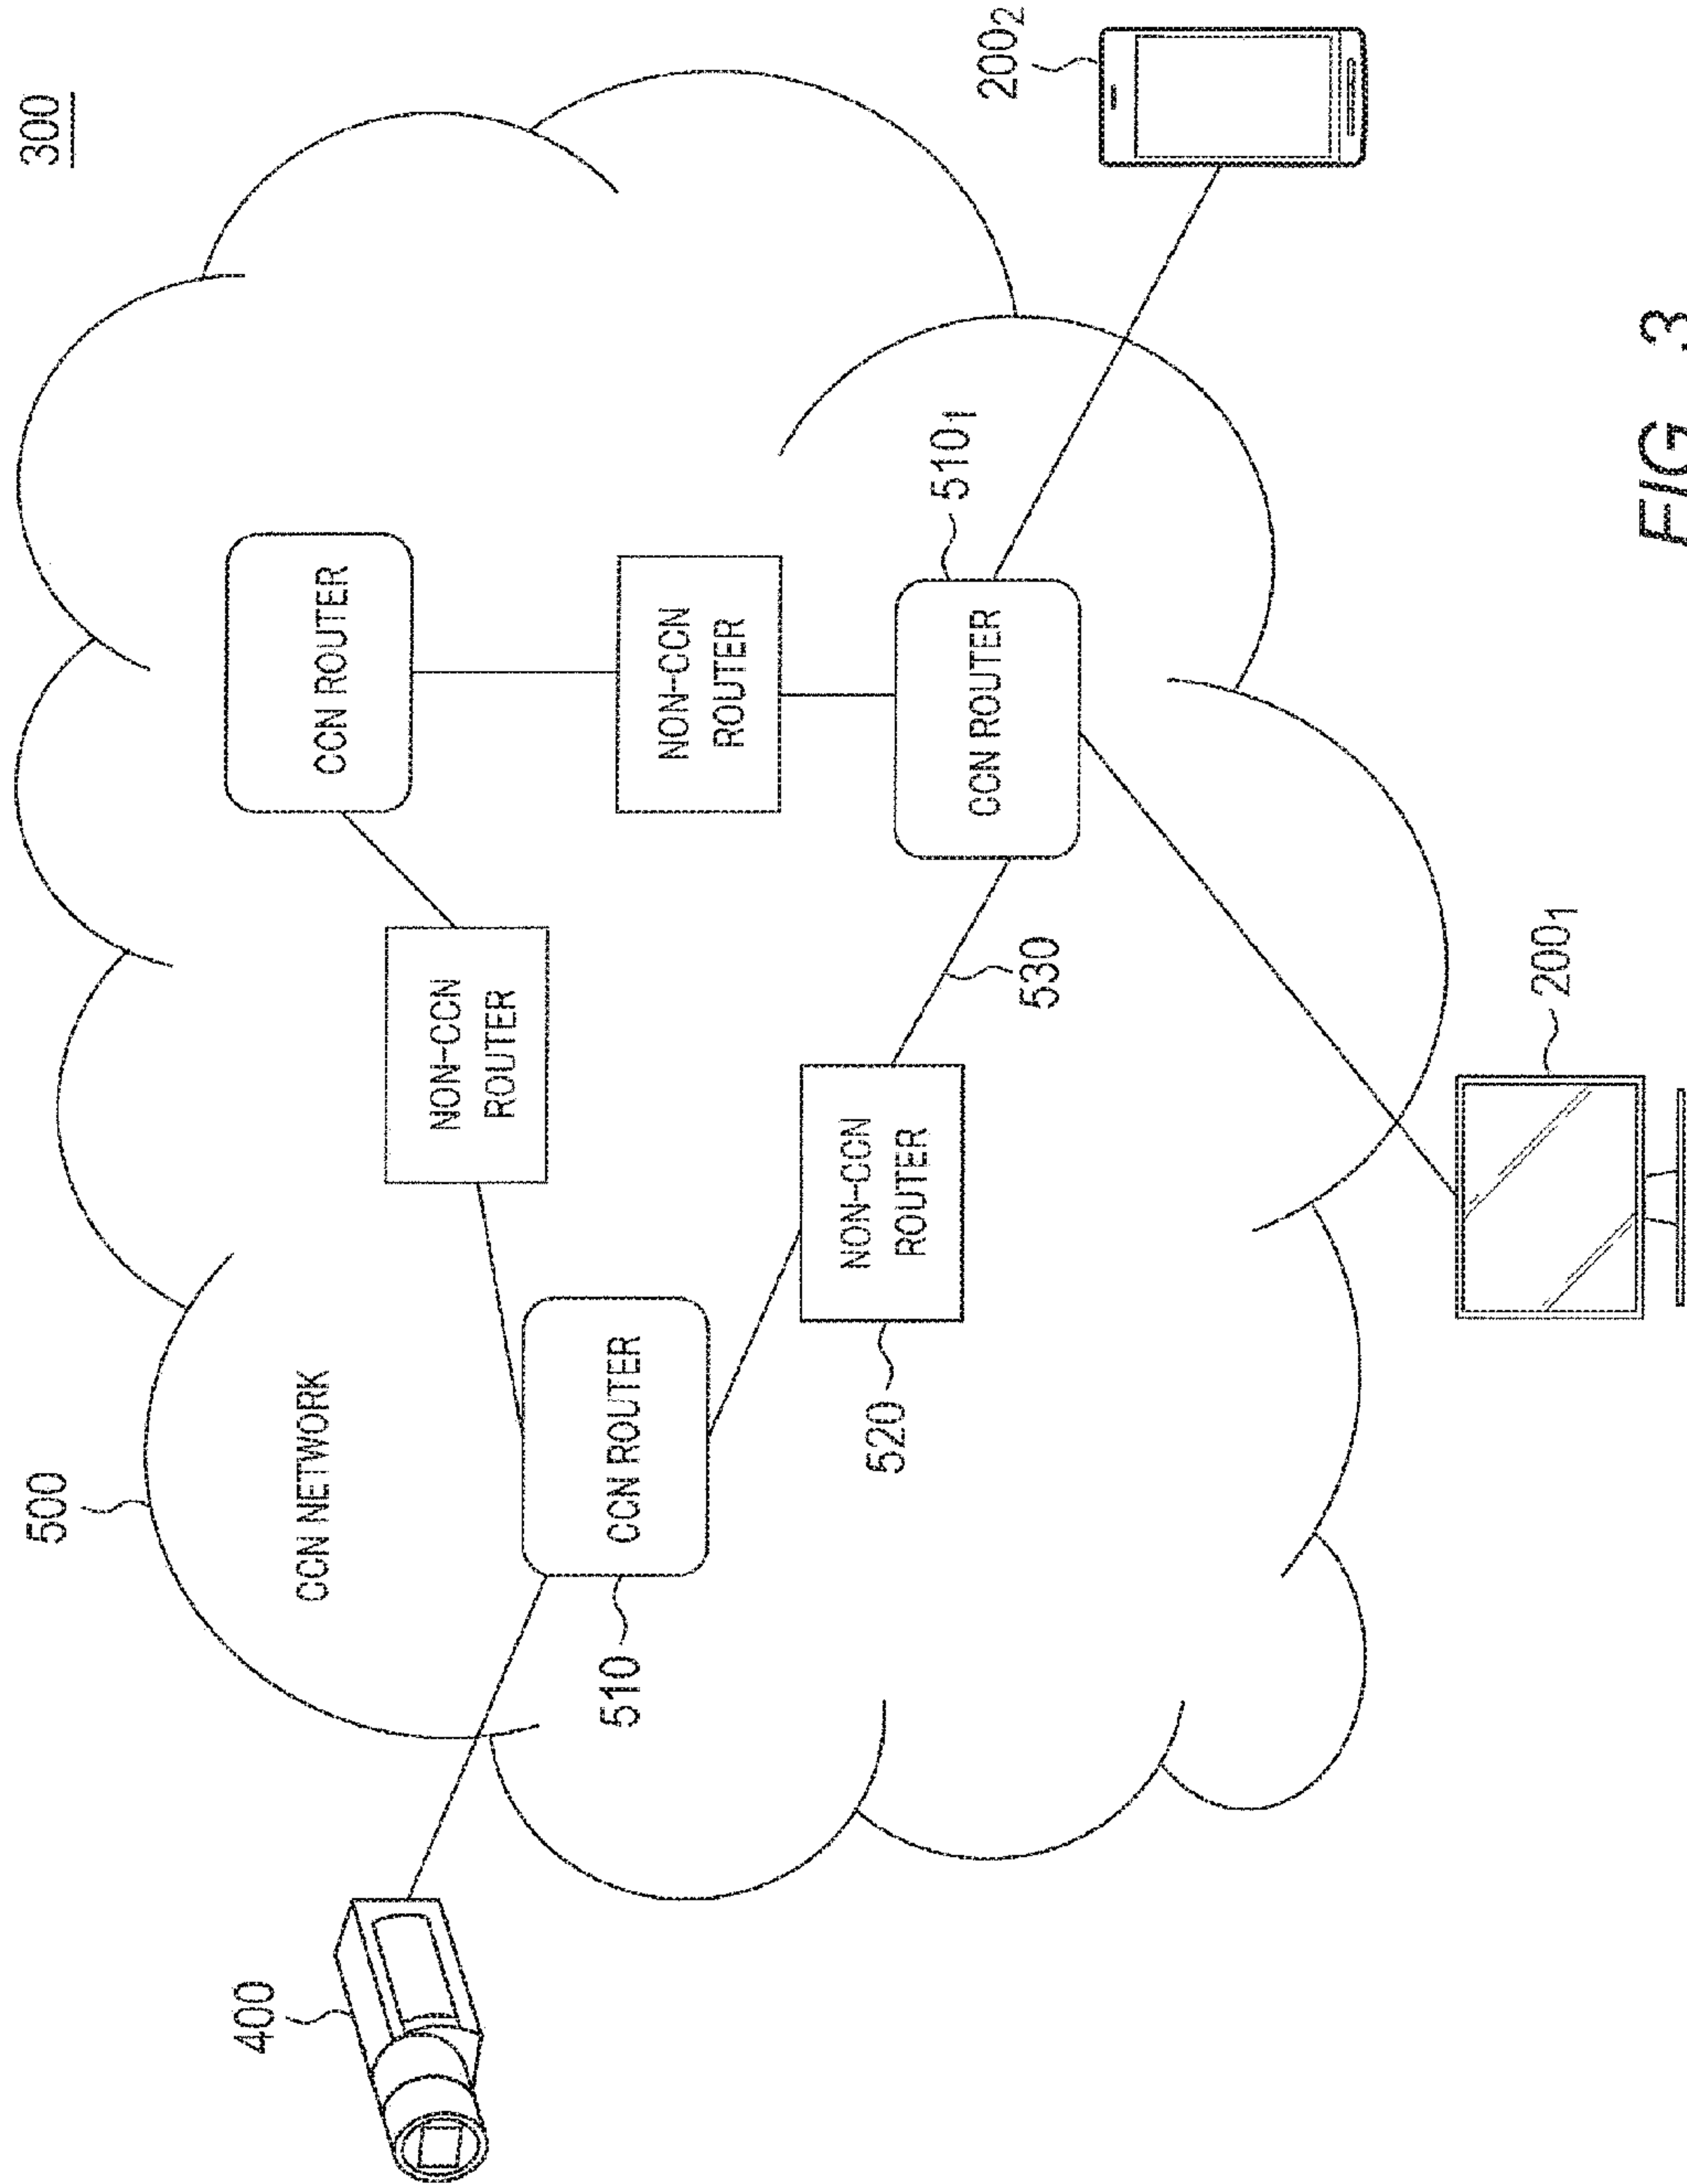 300
500
CCN NETWORK
400
CCN ROUTER
NON-CCN
ROUTER
CCN ROUTER
510
NON-CCN
ROUTER
NON-CCN
ROUTER
520
530
CCN ROUTER
510₁
200₂
200₁
FIG. 3